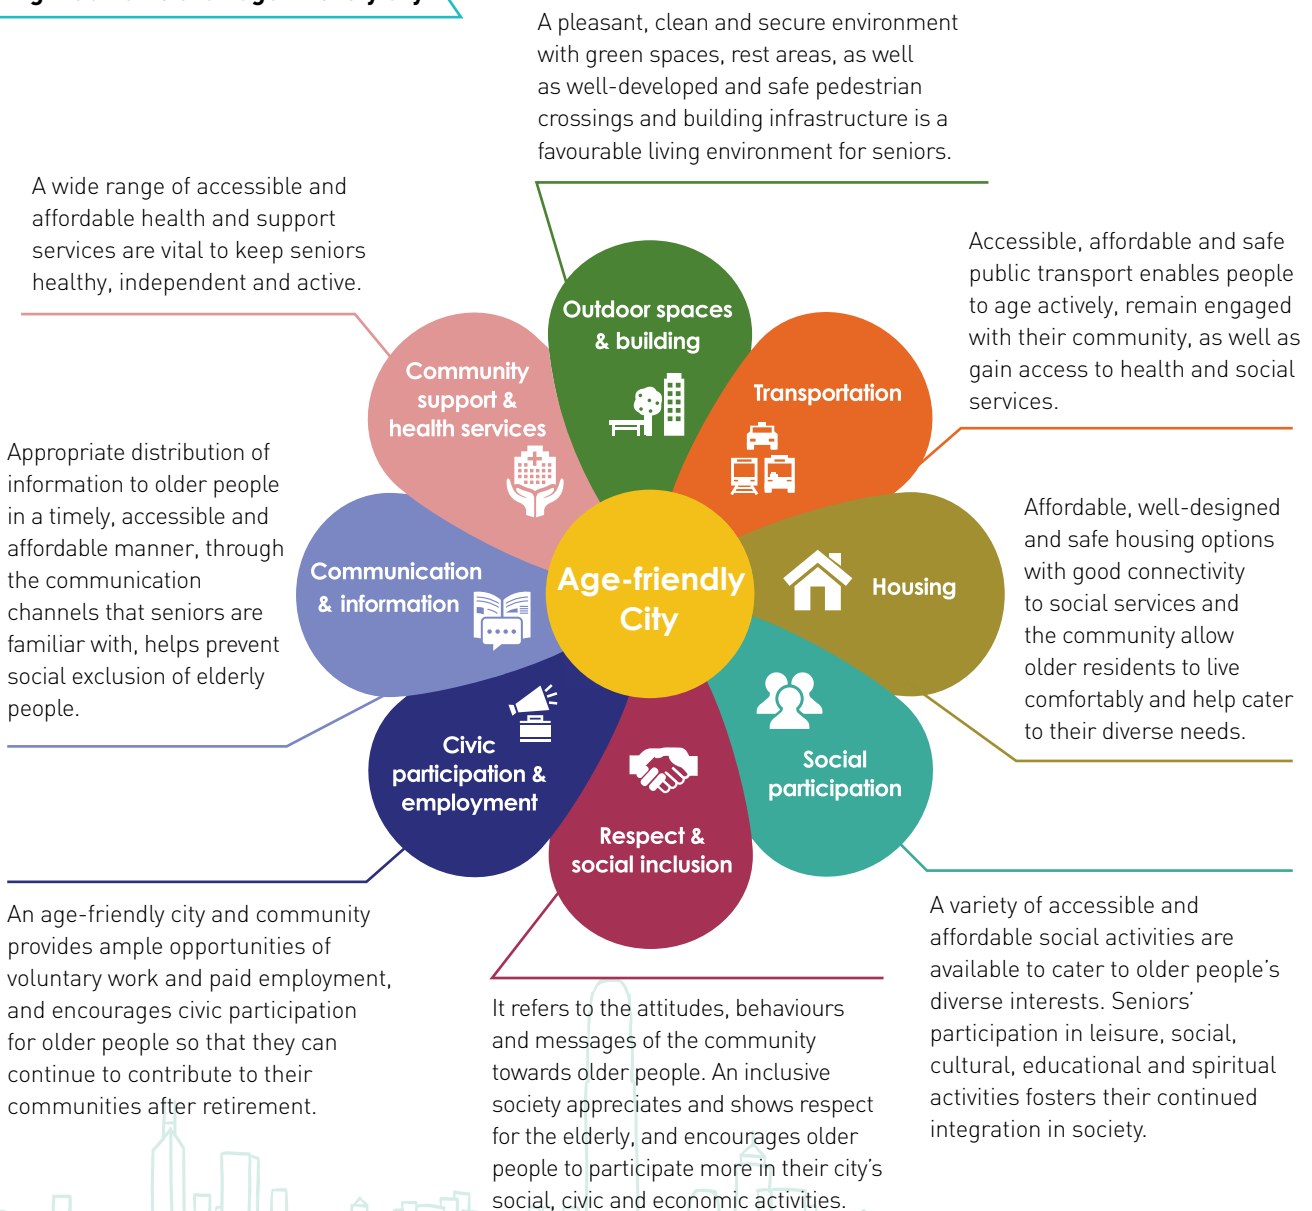 A pleasant, clean and secure environment
with green spaces, rest areas, as well
as well-developed and safe pedestrian
crossings and building infrastructure is a
favourable living environment for seniors.
A wide range of accessible and
affordable health and support
services are vital to keep seniors
healthy, independent and active.
Accessible, affordable and safe
public transport enables people
to age actively, remain engaged
with their community, as well as
gain access to health and social
services.
Outdoor spaces
& building
Community
support &
health services
Transportation
Appropriate distribution of
information to older people
in a timely, accessible and
affordable manner, through
the communication
channels that seniors are
familiar with, helps prevent
social exclusion of elderly
people.
Affordable, well-designed
and safe housing options
with good connectivity
to social services and
the community allow
older residents to live
comfortably and help cater
to their diverse needs.
Communication
& information
Age-friendly
City
Housing
Civic
participation &
employment
Social
participation
Respect &
social inclusion
An age-friendly city and community
provides ample opportunities of
voluntary work and paid employment,
and encourages civic participation
for older people so that they can
continue to contribute to their
communities after retirement.
It refers to the attitudes, behaviours
and messages of the community
towards older people. An inclusive
society appreciates and shows respect
for the elderly, and encourages older
people to participate more in their city's
social, civic and economic activities.
A variety of accessible and
affordable social activities are
available to cater to older people's
diverse interests. Seniors'
participation in leisure, social,
cultural, educational and spiritual
activities fosters their continued
integration in society.